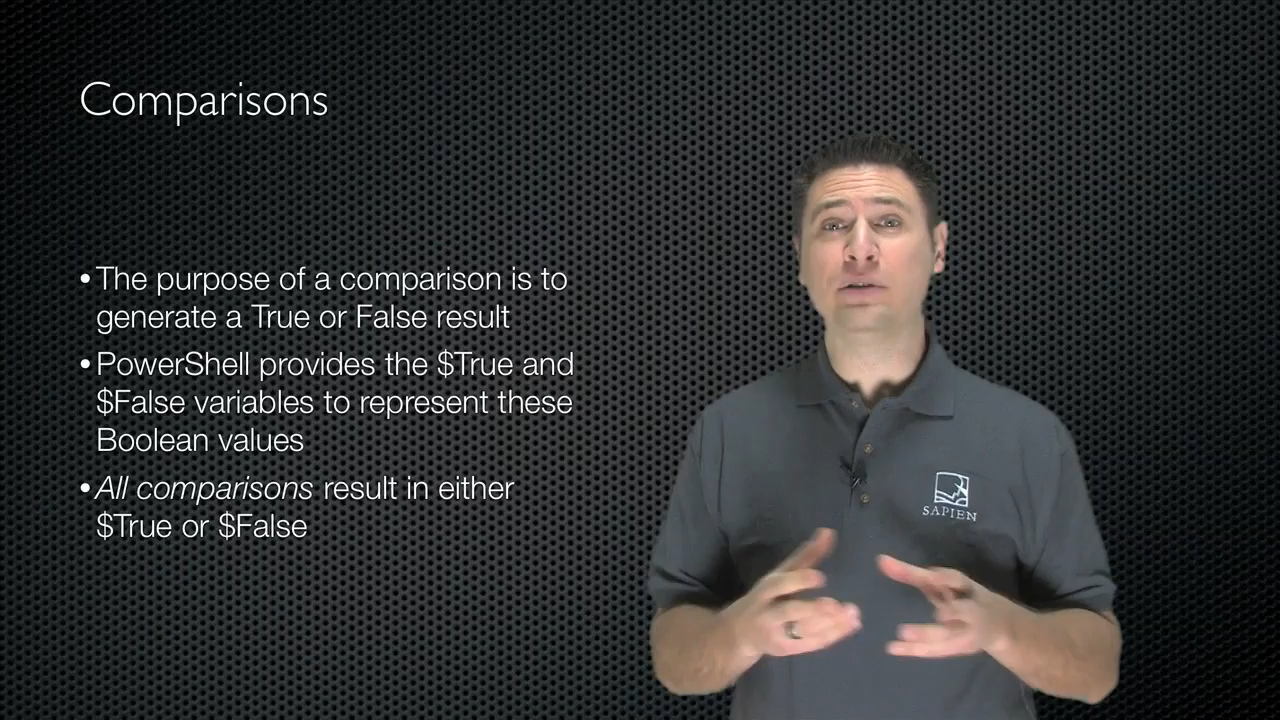 Comparisons
•The purpose of a comparison is to
generate a True or False result
•PowerShell provides the $True and
$False variables to represent these
Boolean values
•All comparisons result in either
$True or $False
SAPIEN